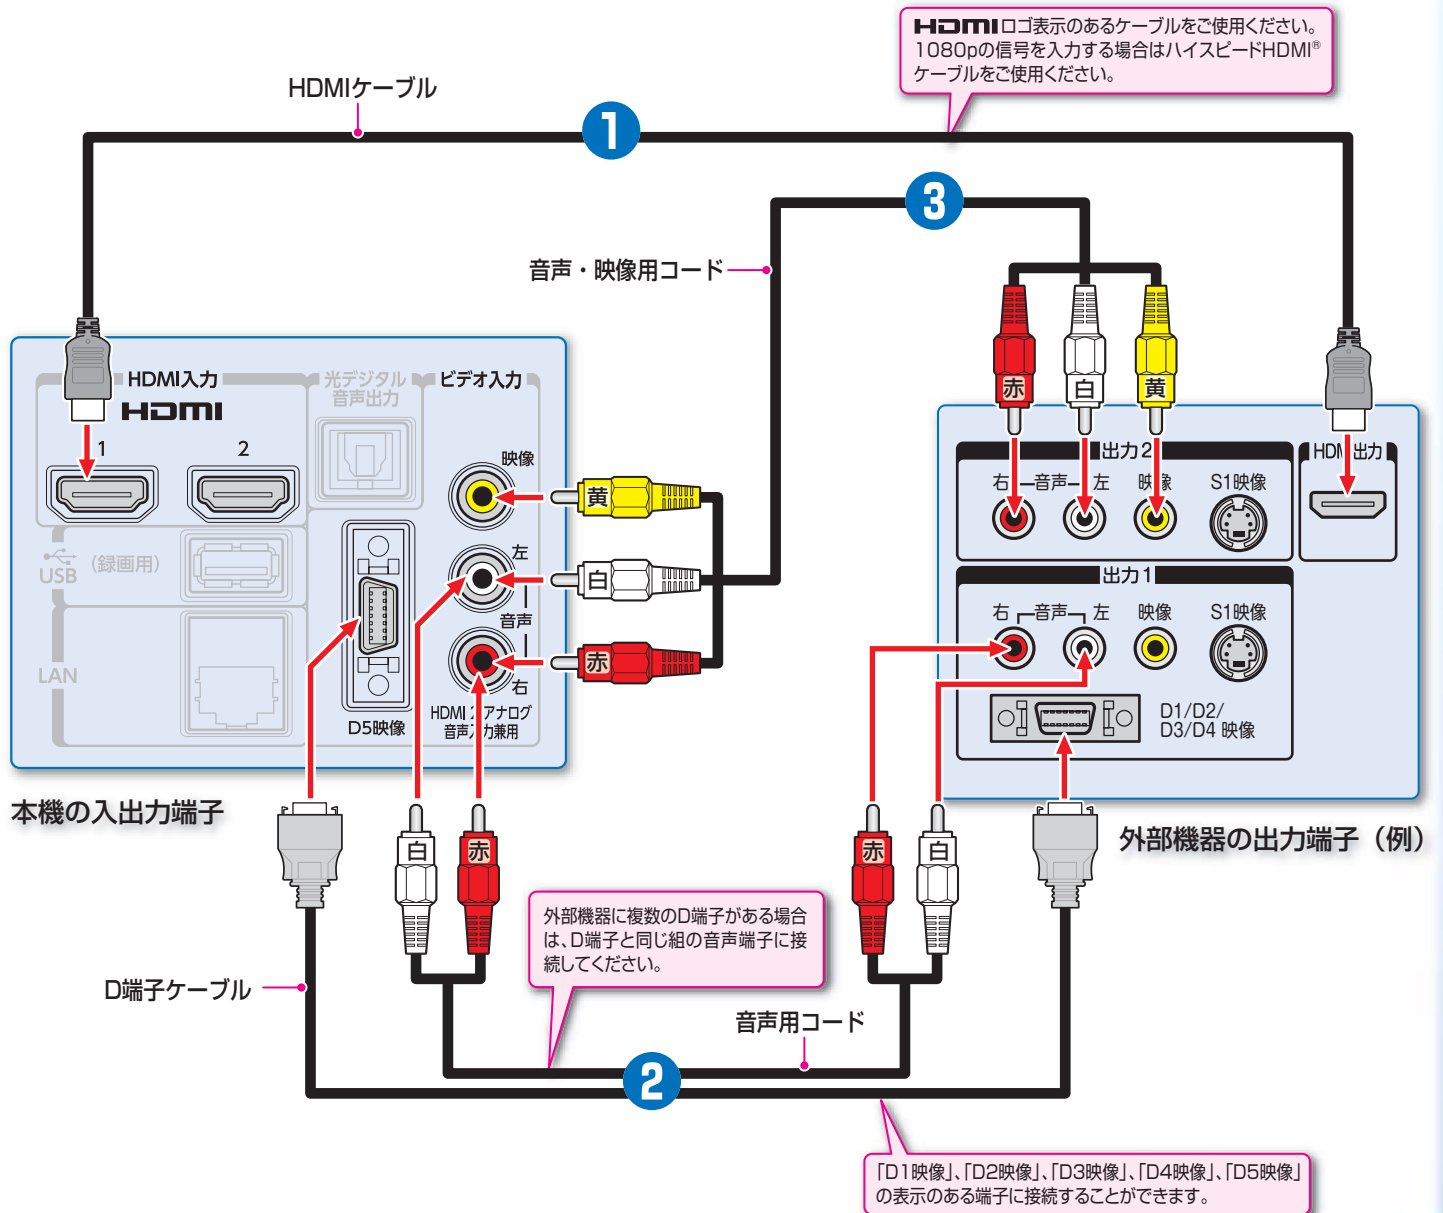 HDMIロゴ表示のあるケーブルをご使用ください。
1080pの信号を入力する場合はハイスピードHDMI®
ケーブルをご使用ください。
HDMIケーブル
1
3
音声・映像用コード
赤
白
黄
HDMI入力
HDMI
1
2
光デジタル
音声出力
ビデオ入力
映像
左
音声
右
HDMI 2 アナログ
音声入力兼用
USB
(録画用)
LAN
D5映像
黄
白
赤
出力2
右 音声 左
映像
S1映像
HDMI出力
出力1
右 音声 左
映像
S1映像
D1/D2/
D3/D4 映像
本機の入出力端子
外部機器の出力端子（例）
白
赤
赤
白
外部機器に複数のD端子がある場合
は、D端子と同じ組の音声端子に接
続してください。
D端子ケーブル
音声用コード
2
「D1映像」、「D2映像」、「D3映像」、「D4映像」、「D5映像」
の表示のある端子に接続することができます。